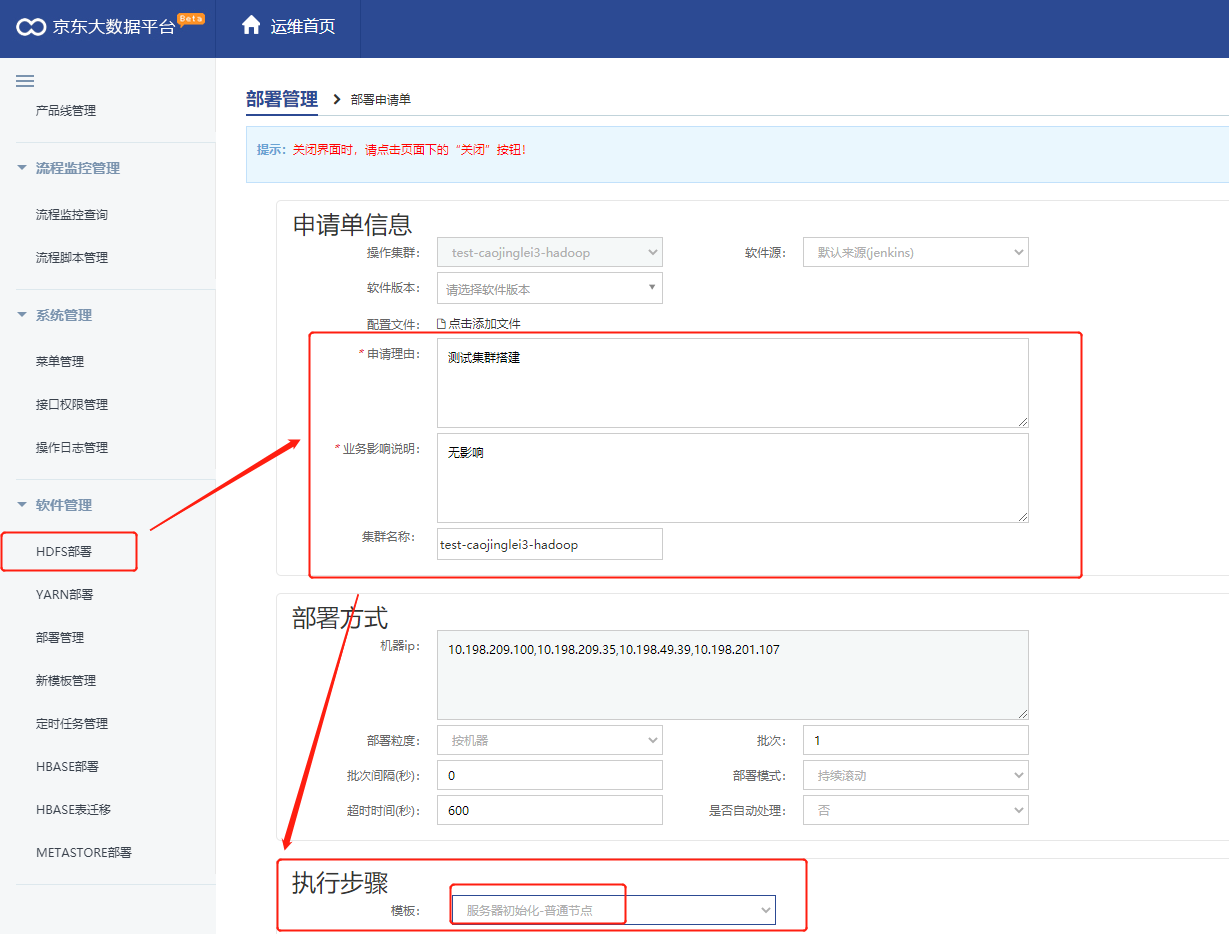 京东大数据平台 Beta
运维首页
产品线管理
流程监控管理
流程监控查询
流程脚本管理
系统管理
菜单管理
接口权限管理
操作日志管理
软件管理
HDFS部署
YARN部署
部署管理
新模板管理
定时任务管理
HBASE部署
HBASE表迁移
METASTORE部署
部署管理 > 部署申请单
提示：关闭界面时，请点击页面下的“关闭”按钮！
申请单信息
操作集群： test-caojinglei3-hadoop 软件源： 默认来源(jenkins)
软件版本： 请选择软件版本
配置文件： 点击添加文件
*申请理由： 测试集群搭建
*业务影响说明： 无影响
集群名称： test-caojinglei3-hadoop
部署方式
机器ip： 10.198.209.100,10.198.209.35,10.198.49.39,10.198.201.107
部署粒度： 按机器 批次： 1
批次间隔(秒)： 0 部署模式： 持续滚动
超时时间(秒)： 600 是否自动处理： 否
执行步骤
模板： 服务器初始化-普通节点